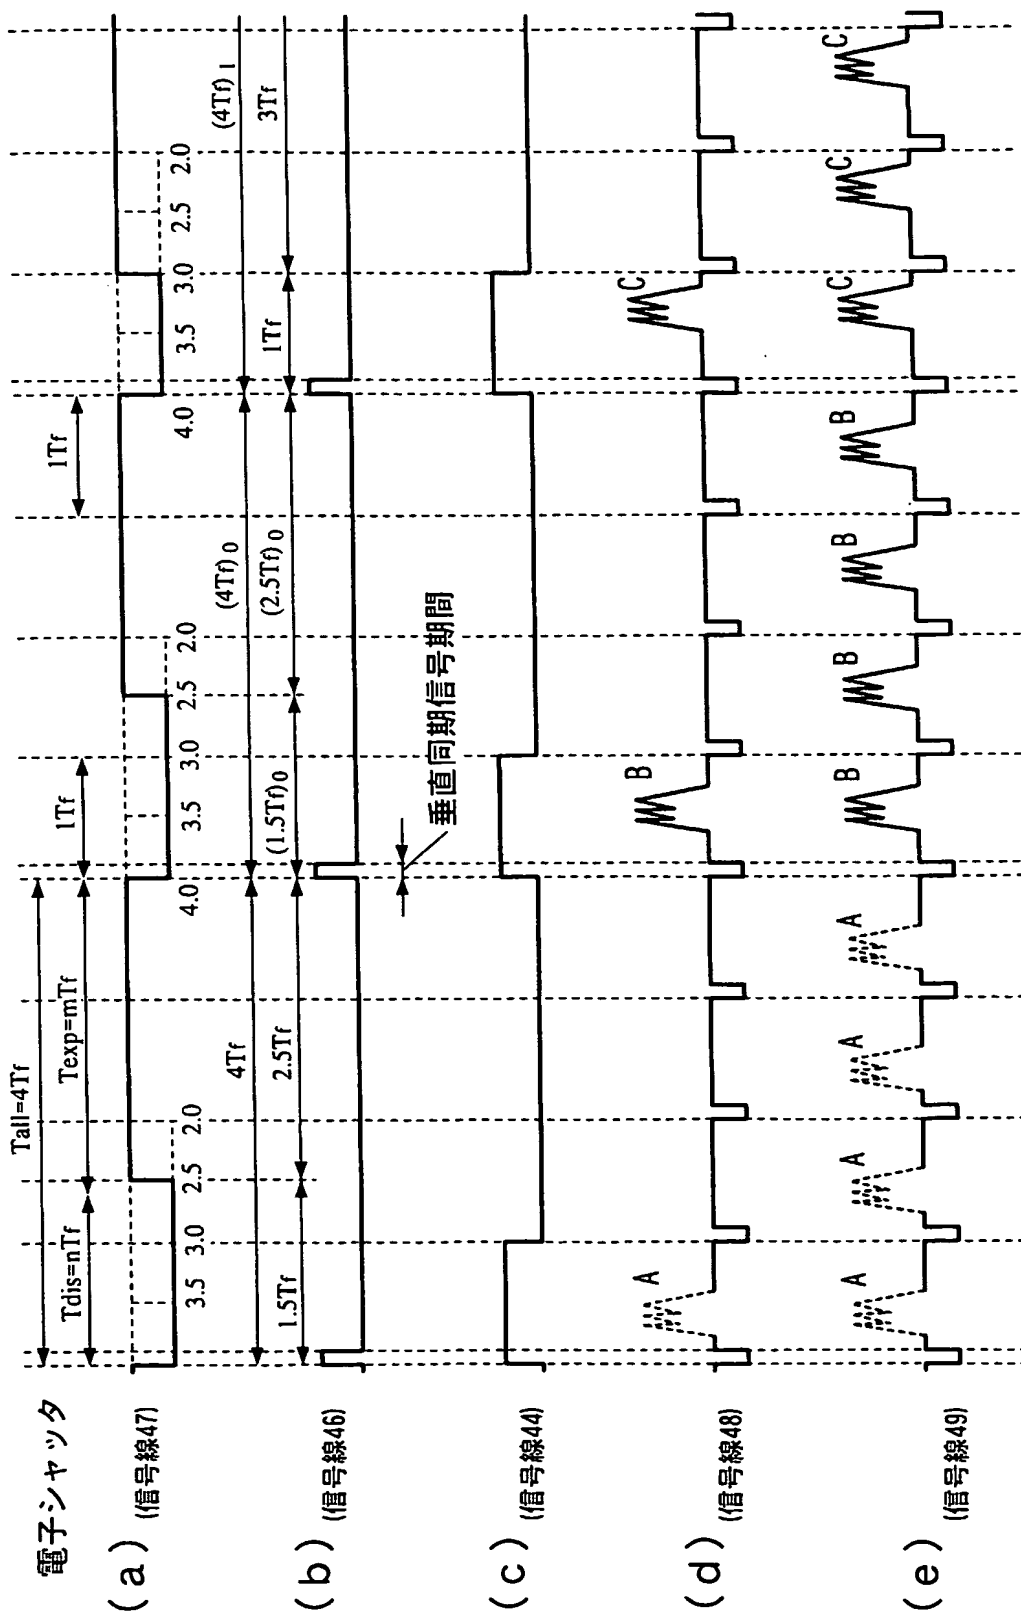 電子シャッタ
Tall=4Tf
Tdis=nTf
Texp=mTf
1Tf
1Tf
(a)
(信号線47)
3.5
3.0
2.5
2.0
4.0
3.5
3.0
2.5
2.0
4.0
3.5
3.0
2.5
2.0
4Tf
(4Tf)0
(4Tf)1
1.5Tf
2.5Tf
(1.5Tf)0
(2.5Tf)0
1Tf
3Tf
(b)
(信号線46)
垂直同期信号期間
(c)
(信号線44)
(d)
(信号線48)
A
B
C
(e)
(信号線49)
A
A
A
A
B
B
B
B
C
C
C